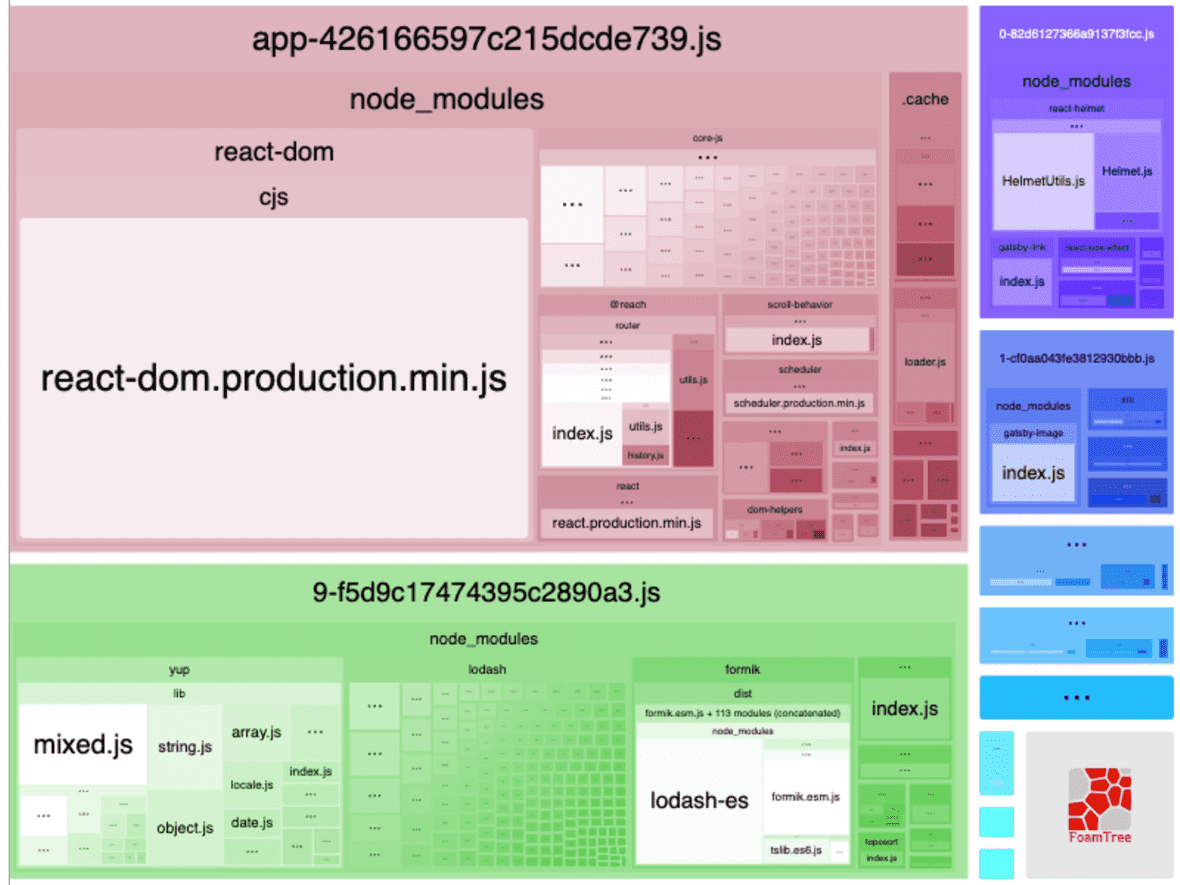 app-426166597c215dcde739.js
node_modules
react-dom
cjs
react-dom.production.min.js
core-js
...
...
...
...
...
...
...
@reach
router
...
...
...
...
...
index.js
utils.js
history.js
utils.js
...
react
...
react.production.min.js
scroll-behavior
...
index.js
scheduler
...
scheduler.production.min.js
...
...
...
...
index.js
dom-helpers
.cache
...
...
...
...
...
loader.js
...
...
...
9-f5d9c17474395c2890a3.js
node_modules
yup
lib
mixed.js
string.js
array.js
...
locale.js
index.js
...
object.js
date.js
...
...
...
...
lodash
...
...
...
...
...
formik
dist
formik.esm.js + 113 modules (concatenated)
node_modules
lodash-es
...
...
formik.esm.js
tslib.es6.js
...
...
index.js
...
...
...
...
toposort
index.js
0-82d6127366a9137f3fcc.js
node_modules
react-helmet
...
HelmetUtils.js
Helmet.js
...
gatsby-link
index.js
react-side-effect
1-cf0aa043fe3812930bbb.js
node_modules
gatsby-image
index.js
src
...
...
...
...
...
FoamTree